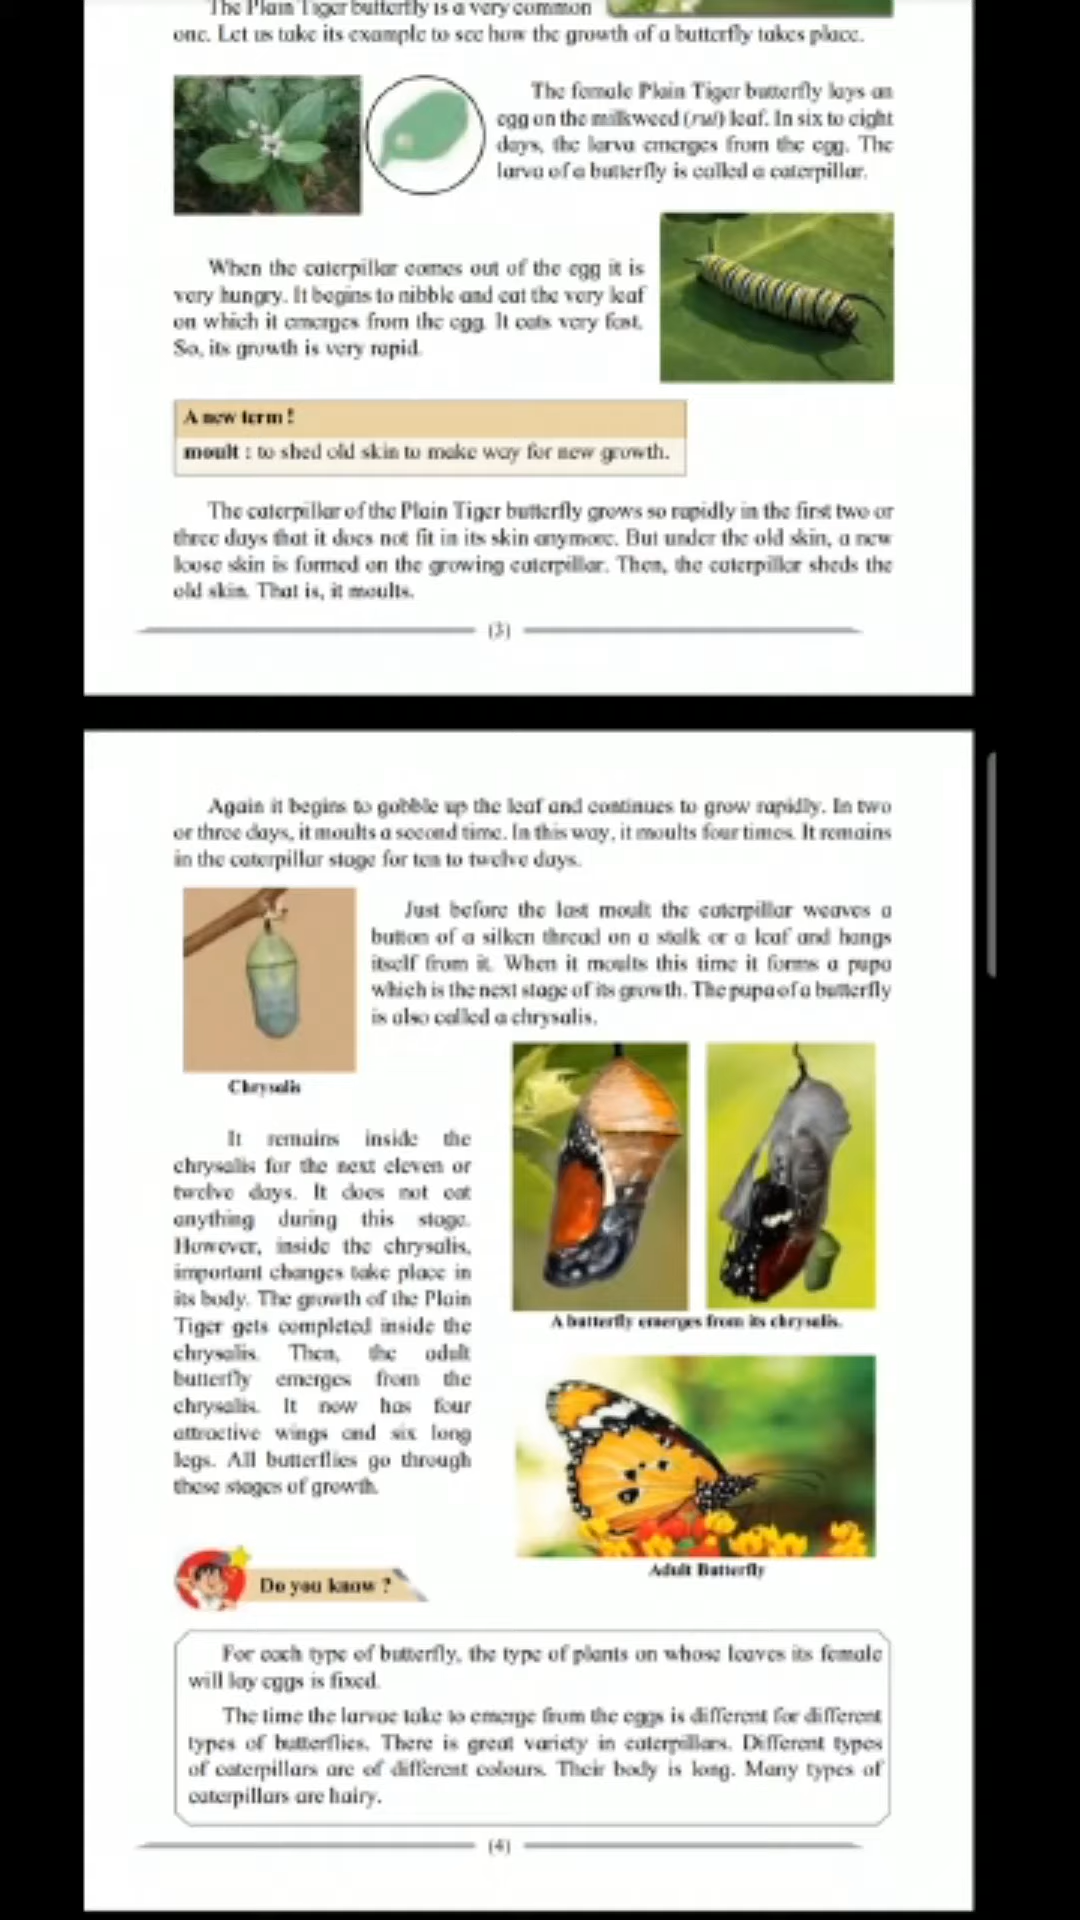 The Plain Tiger butterfly is a very common
one. Let us take its example to see how the growth of a butterfly takes place.
The female Plain Tiger butterfly lays an
egg on the milkweed (rui) leaf. In six to eight
days, the larva emerges from the egg. The
larva of a butterfly is called a caterpillar.
When the caterpillar comes out of the egg it is
very hungry. It begins to nibble and eat the very leaf
on which it emerges from the egg. It eats very fast.
So, its growth is very rapid.
A new term !
moult : to shed old skin to make way for new growth.
The caterpillar of the Plain Tiger butterfly grows so rapidly in the first two or
three days that it does not fit in its skin anymore. But under the old skin, a new
loose skin is formed on the growing caterpillar. Then, the caterpillar sheds the
old skin. That is, it moults.
(3)
Again it begins to gobble up the leaf and continues to grow rapidly. In two
or three days, it moults a second time. In this way, it moults four times. It remains
in the caterpillar stage for ten to twelve days.
Just before the last moult the caterpillar weaves a
button of a silken thread on a stalk or a leaf and hangs
itself from it. When it moults this time it forms a pupa
which is the next stage of its growth. The pupa of a butterfly
is also called a chrysalis.
Chrysalis
It remains inside the
chrysalis for the next eleven or
twelve days. It does not eat
anything during this stage.
However, inside the chrysalis,
important changes take place in
its body. The growth of the Plain
Tiger gets completed inside the
chrysalis. Then, the adult
butterfly emerges from the
chrysalis. It now has four
attractive wings and six long
legs. All butterflies go through
these stages of growth.
A butterfly emerges from its chrysalis.
Adult Butterfly
Do you know ?
For each type of butterfly, the type of plants on whose leaves its female
will lay eggs is fixed.
The time the larvae take to emerge from the eggs is different for different
types of butterflies. There is great variety in caterpillars. Different types
of caterpillars are of different colours. Their body is long. Many types of
caterpillars are hairy.
(4)